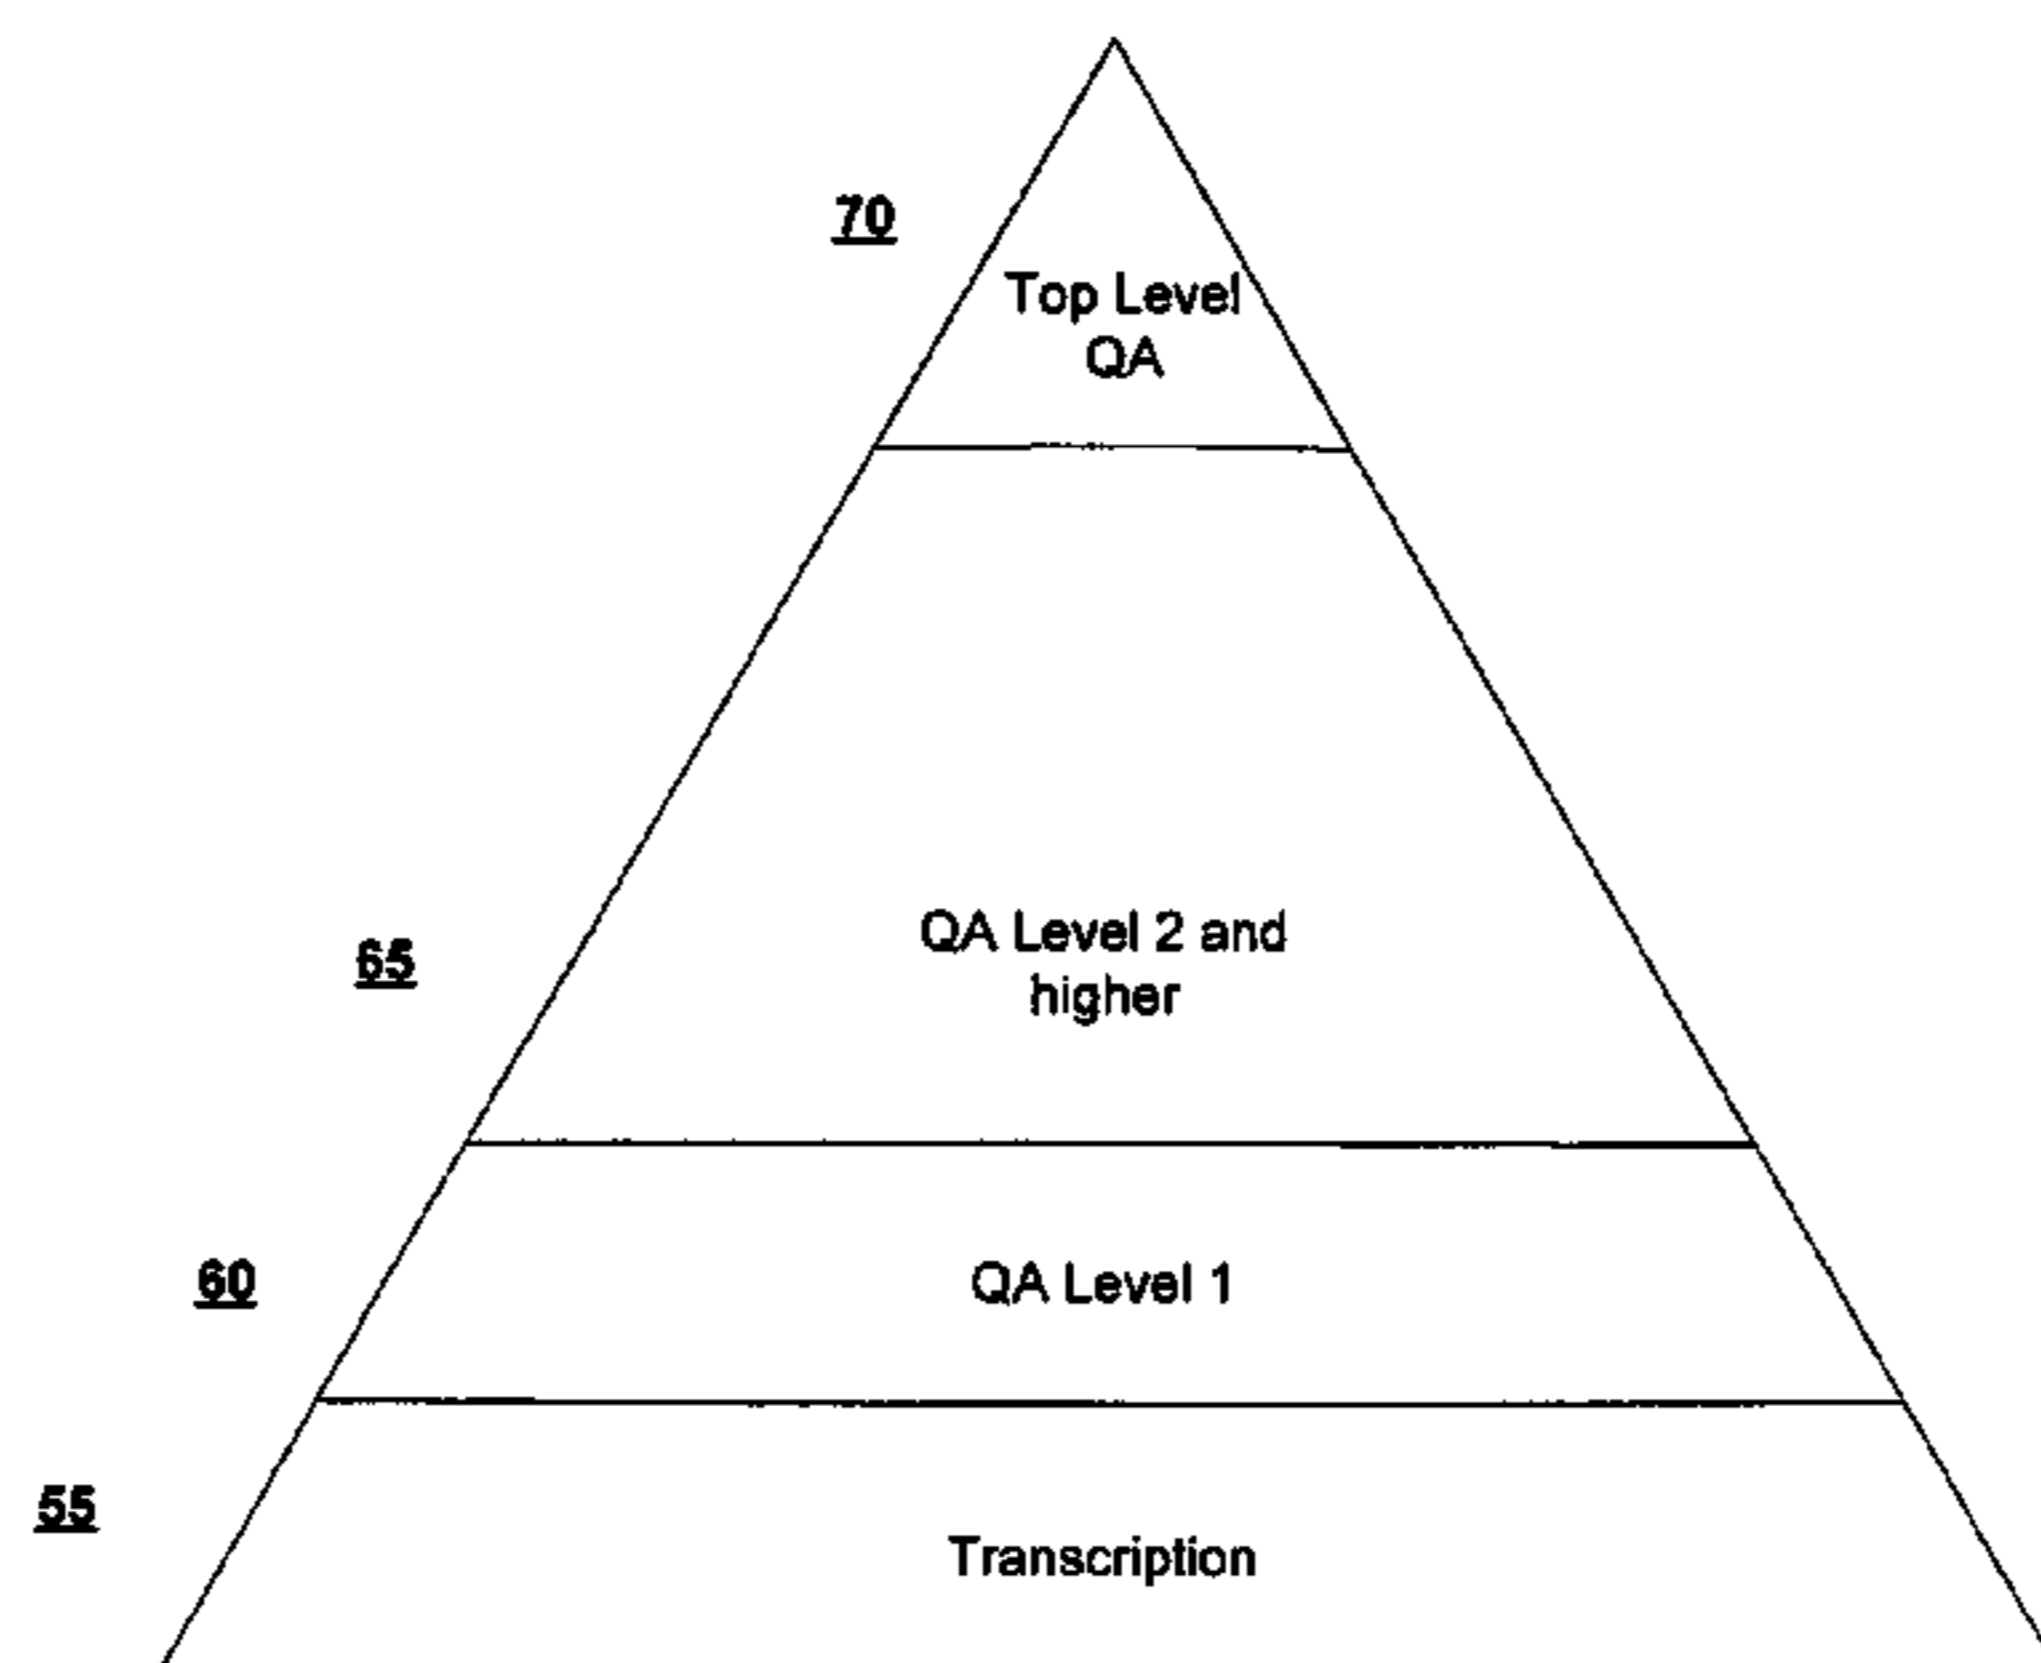 70
Top Level
QA
QA Level 2 and
higher
65
60
QA Level 1
55
Transcription